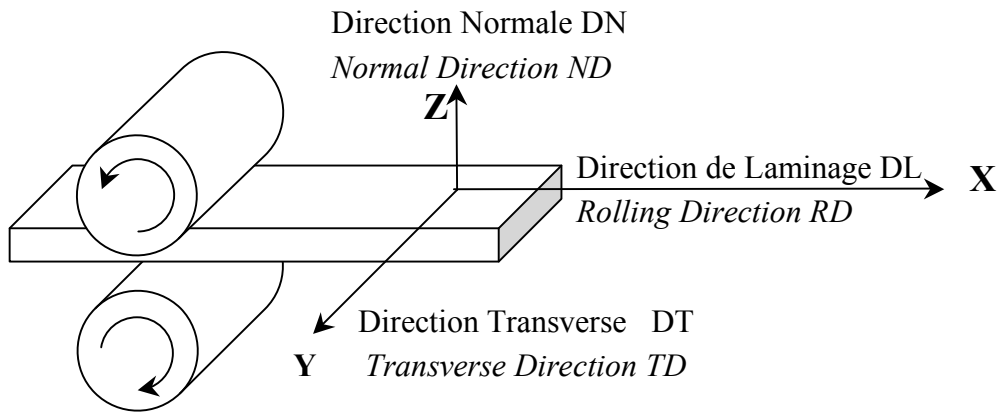 Direction Normale DN
Normal Direction ND
Z
Direction de Laminage DL
X
Rolling Direction RD
Direction Transverse DT
Y
Transverse Direction TD